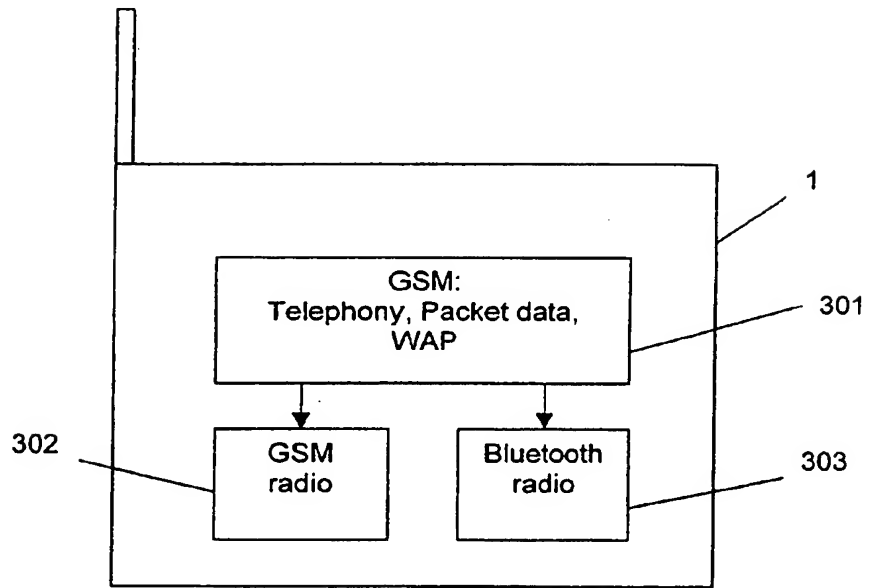 1
GSM:
Telephony, Packet data,
WAP
301
302
GSM
radio
Bluetooth
radio
303